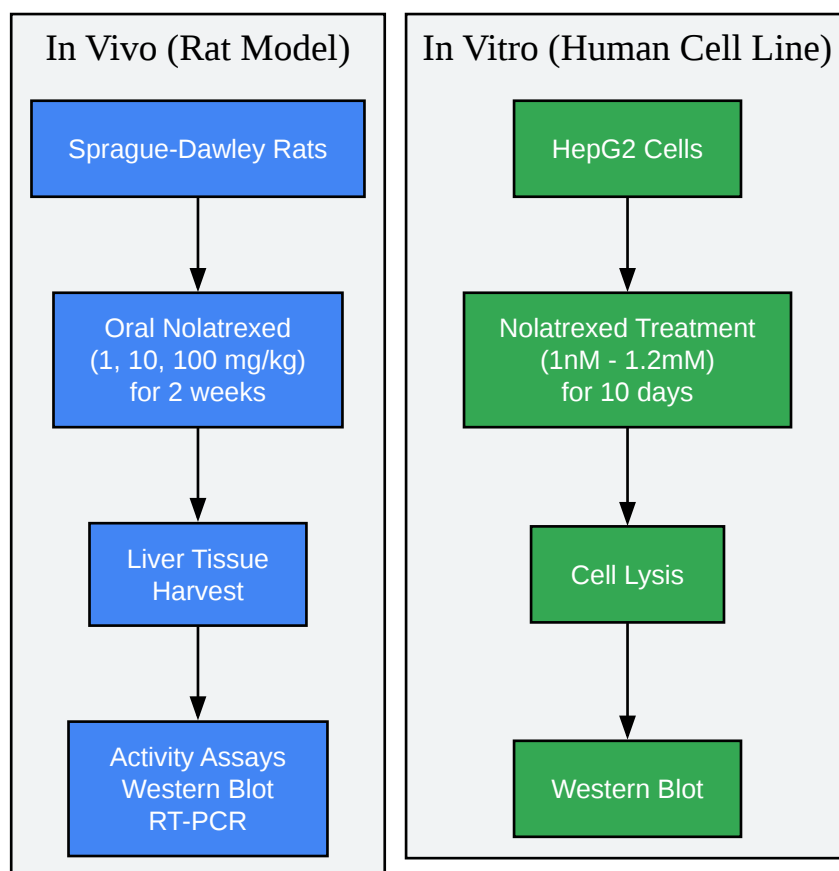 In Vivo (Rat Model)
Sprague-Dawley Rats
Oral Nolatrexed
(1, 10, 100 mg/kg)
for 2 weeks
Liver Tissue
Harvest
Activity Assays
Western Blot
RT-PCR
In Vitro (Human Cell Line)
HepG2 Cells
Nolatrexed Treatment
(1nM - 1.2mM)
for 10 days
Cell Lysis
Western Blot